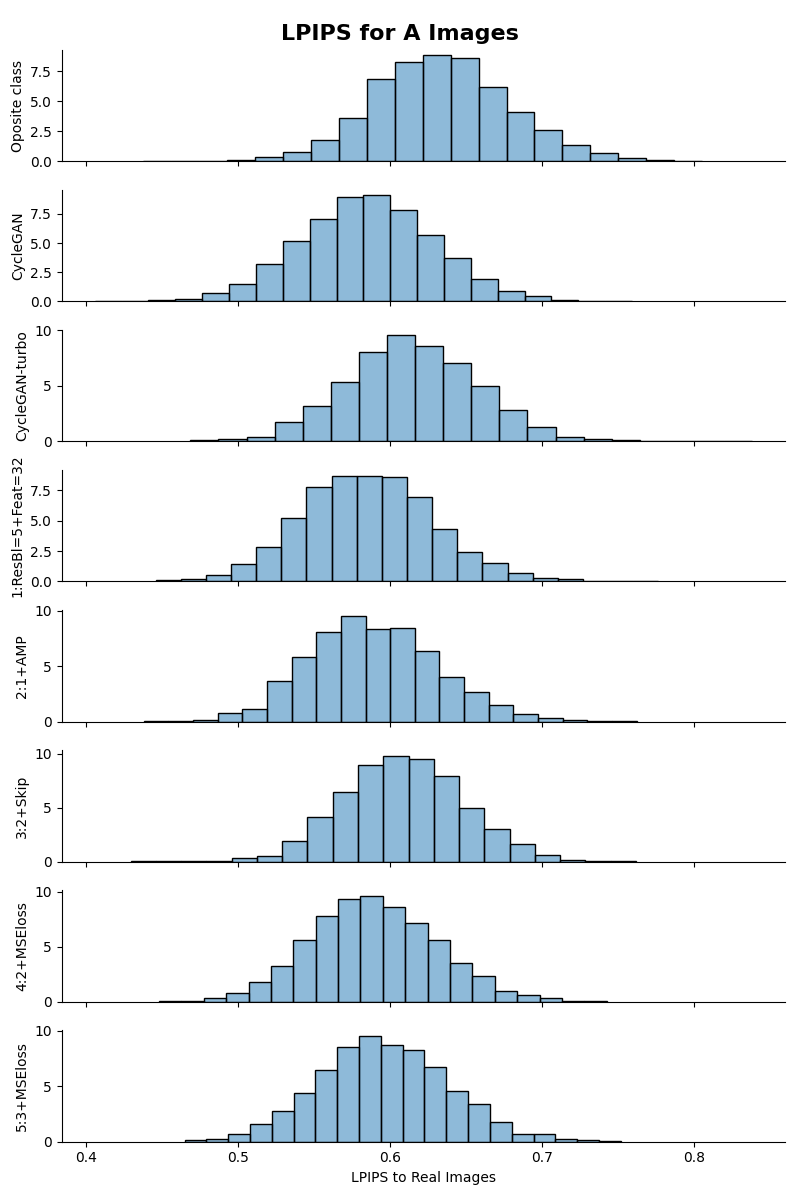 LPIPS for A Images
Oposite class
7.5
5.0
2.5
0.0
CycleGAN
7.5
5.0
2.5
0.0
CycleGAN-turbo
10
5
0
1:ResBl=5+Feat=32
7.5
5.0
2.5
0.0
2:1+AMP
10
5
0
3:2+Skip
10
5
0
4:2+MSEloss
10
5
0
5:3+MSEloss
10
5
0
0.4 0.5 0.6 0.7 0.8
LPIPS to Real Images